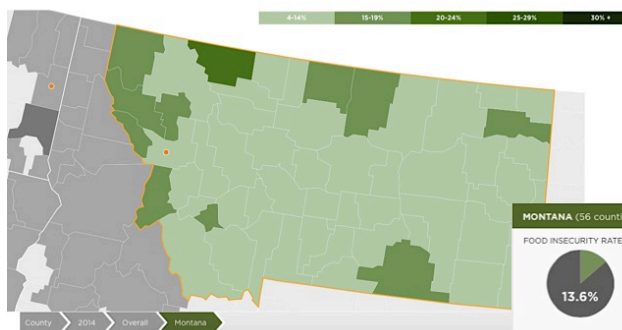 4-14% 15-19% 20-24% 25-29% 30% +
MONTANA (56 counti
FOOD INSECURITY RATE
13.6%
County 2014 Overall Montana